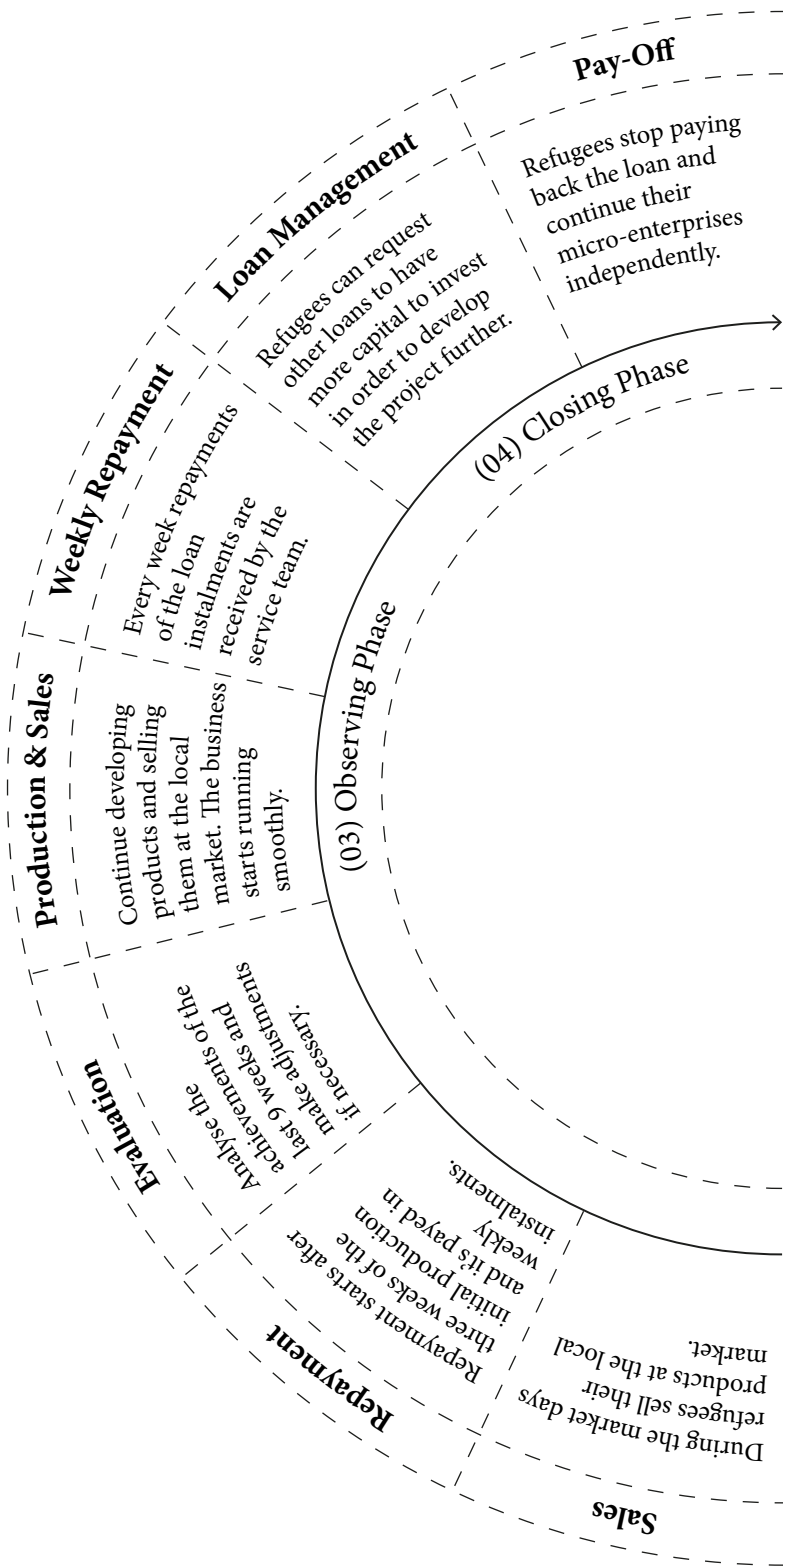 Pay-Off
Refugees stop paying
back the loan and
continue their
micro-enterprises
independently.
Loan Management
Refugees can request
other loans to have
more capital to invest
in order to develop
the project further.
(04) Closing Phase
Weekly Repayment
Every week repayments
of the loan
instalments are
received by the
service team.
Production & Sales
Continue developing
products and selling
them at the local
market. The business
starts running
smoothly.
(03) Observing Phase
Evaluation
Analyse the
achievements of the
last 9 weeks and
make adjustments
if necessary.
Repayment
Repayment starts after
three weeks of the
initial production
and it's payed in
weekly
instalments.
Sales
During the market days
refugees sell their
products at the local
market.